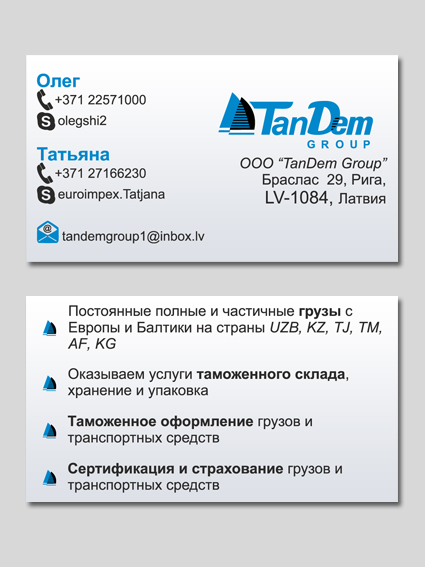 Олег
+371 22571000
olegshi2
Татьяна
+371 27166230
euroimpex.Tatjana
tandemgroup1@inbox.lv
TanDem
GROUP
ООО “TanDem Group”
Браслас 29, Рига,
LV-1084, Латвия
Постоянные полные и частичные грузы с
Европы и Балтики на страны UZB, KZ, TJ, TM,
AF, KG
Оказываем услуги таможенного склада,
хранение и упаковка
Таможенное оформление грузов и
транспортных средств
Сертификация и страхование грузов и
транспортных средств